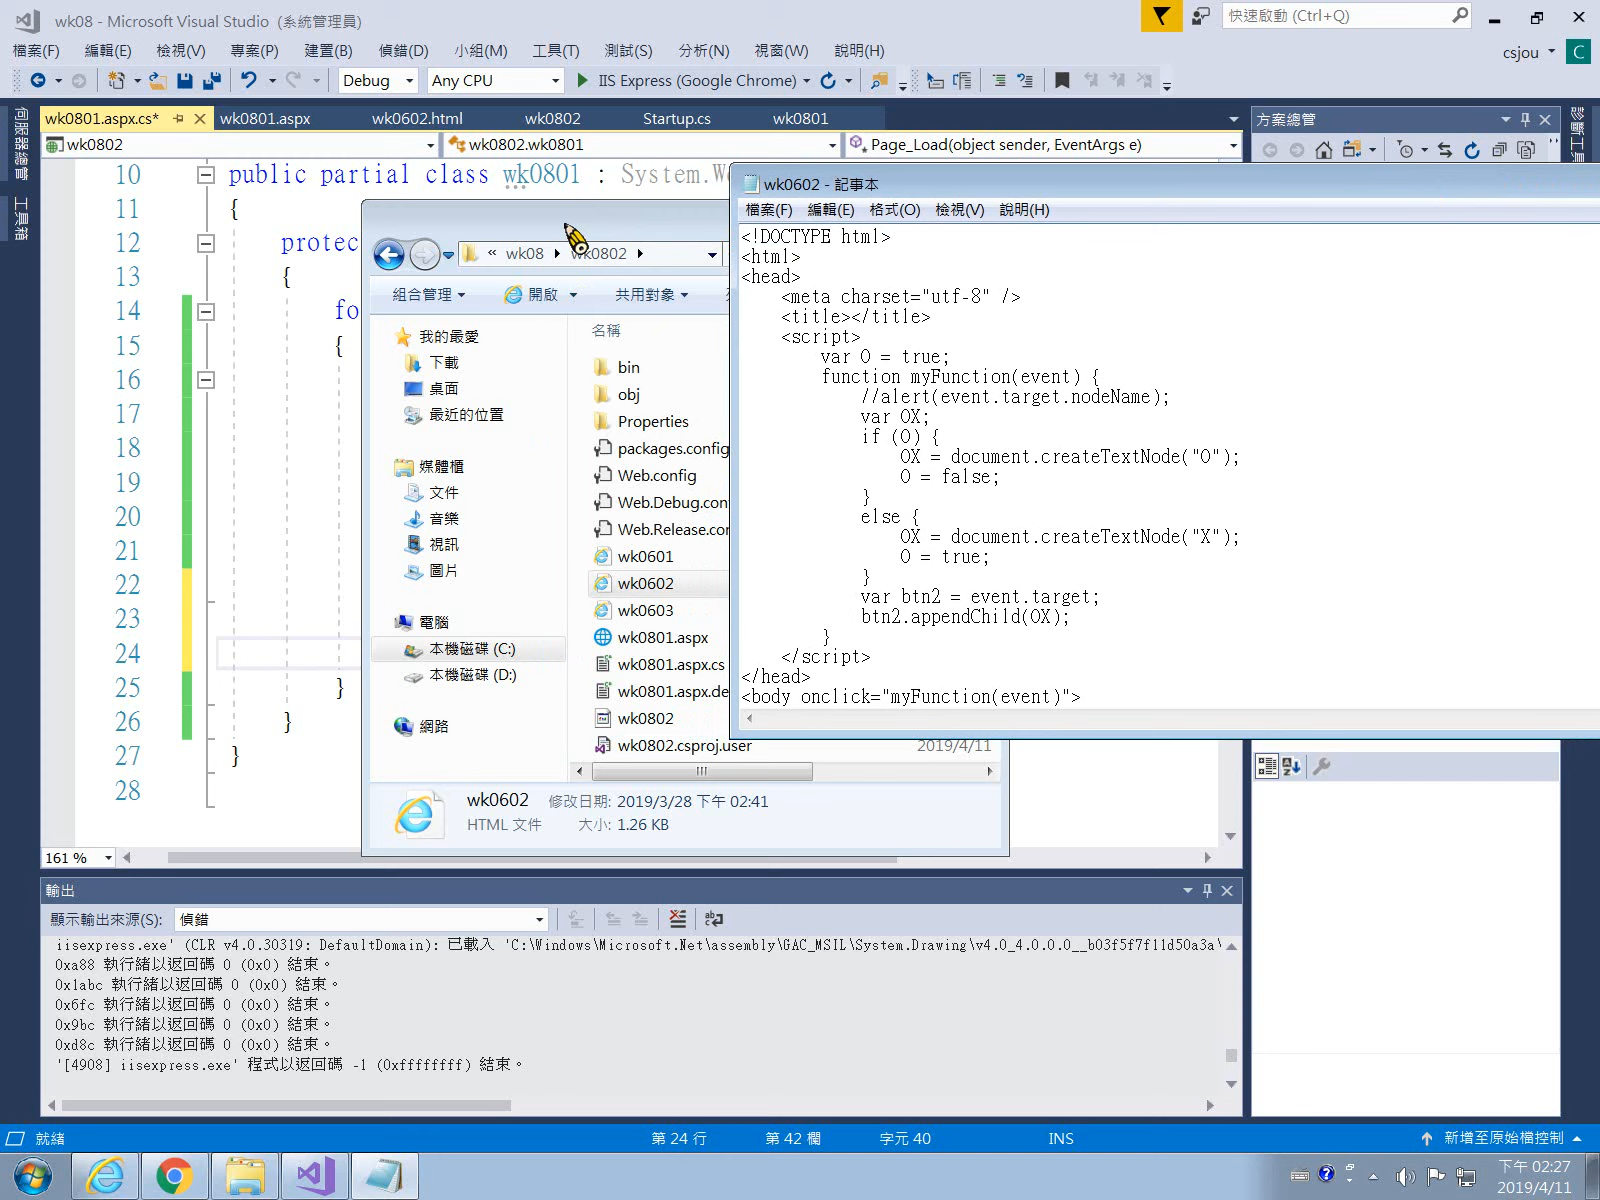 wk08 - Microsoft Visual Studio (系統管理員)
快速啟動 (Ctrl+Q)
檔案(F) 編輯(E) 檢視(V) 專案(P) 建置(B) 偵錯(D) 小組(M) 工具(T) 測試(S) 分析(N) 視窗(W) 說明(H)
csjou C
Debug Any CPU IIS Express (Google Chrome)
伺服器總管
工具箱
wk0801.aspx.cs* wk0801.aspx wk0602.html wk0802 Startup.cs wk0801
方案總管
診斷工具
wk0802 wk0802.wk0801 Page_Load(object sender, EventArgs e)
10 public partial class wk0801 : System.W
11 {
12 protec
13 {
14 fo
15 {
16
17
18
19
20
21
22
23
24
25 }
26 }
27 }
28
« wk08 wk0802
組合管理 開啟 共用對象
我的最愛
下載
桌面
最近的位置
媒體櫃
文件
音樂
視訊
圖片
電腦
本機磁碟 (C:)
本機磁碟 (D:)
網路
名稱
bin
obj
Properties
packages.config
Web.config
Web.Debug.con
Web.Release.con
wk0601
wk0602
wk0603
wk0801.aspx
wk0801.aspx.cs
wk0801.aspx.de
wk0802
wk0802.csproj.user 2019/4/11
wk0602 修改日期: 2019/3/28 下午 02:41
HTML 文件 大小: 1.26 KB
wk0602 - 記事本
檔案(F) 編輯(E) 格式(O) 檢視(V) 說明(H)
<!DOCTYPE html>
<html>
<head>
<meta charset="utf-8" />
<title></title>
<script>
var O = true;
function myFunction(event) {
//alert(event.target.nodeName);
var OX;
if (O) {
OX = document.createTextNode("O");
O = false;
}
else {
OX = document.createTextNode("X");
O = true;
}
var btn2 = event.target;
btn2.appendChild(OX);
}
</script>
</head>
<body onclick="myFunction(event)">
161 %
輸出
顯示輸出來源(S): 偵錯
iisexpress.exe' (CLR v4.0.30319: DefaultDomain): 已載入 'C:\Windows\Microsoft.Net\assembly\GAC_MSIL\System.Drawing\v4.0_4.0.0.0__b03f5f7f11d50a3a\
0xa88 執行緒以返回碼 0 (0x0) 結束。
0x1abc 執行緒以返回碼 0 (0x0) 結束。
0x6fc 執行緒以返回碼 0 (0x0) 結束。
0x9bc 執行緒以返回碼 0 (0x0) 結束。
0xd8c 執行緒以返回碼 0 (0x0) 結束。
'[4908] iisexpress.exe' 程式以返回碼 -1 (0xffffffff) 結束。
就緒 第 24 行 第 42 欄 字元 40 INS 新增至原始檔控制
下午 02:27
2019/4/11